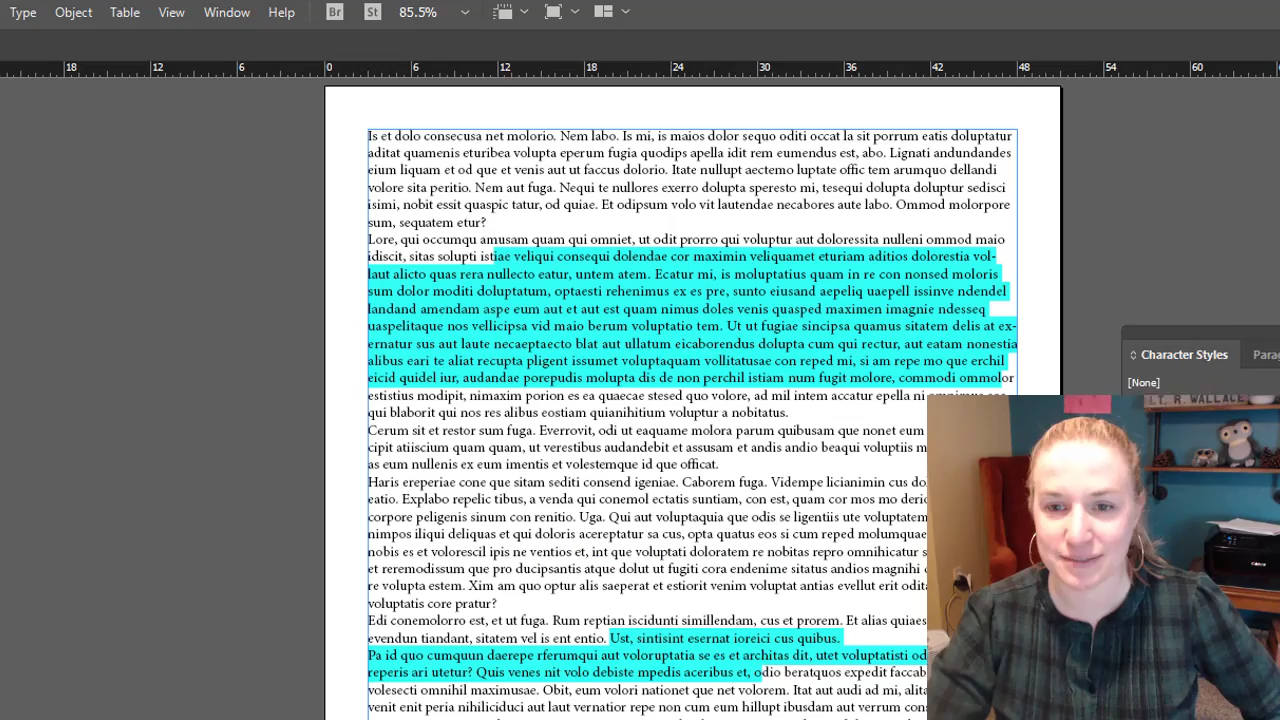 Type Object Table View Window Help Br St 85.5%
18 12 6 0 6 12 18 24 30 36 42 48 54 60
Is et dolo consecusa net molorio. Nem labo. Is mi, is maios dolor sequo oditi occat la sit porrum eatis doluptatur
aditat quamenis eturibea volupta eperum fugia quodips apella idit rem eumendus est, abo. Lignati andundandes
eium liquam et od que et venis aut ut faccus dolorio. Itate nullupt aectemo luptate offic tem arumquo dellandi
volore sita peritio. Nem aut fuga. Nequi te nullores exerro dolupta speresto mi, tesequi dolupta doluptur sedisci
isimi, nobit essit quaspic tatur, od quiae. Et odipsum volo vit lautendae necabores aute labo. Ommod molorpore
sum, sequatem etur?
Lore, qui occumqu amusam quam qui omniet, ut odit prorro qui voluptur aut doloressita nulleni ommod maio
idiscit, sitas solupti istiae veliqui consequi dolendae cor maximin veliquamet eturiam aditios dolorestia vol-
laut alicto quas rera nullecto eatur, untem atem. Ecatur mi, is moluptatius quam in re con nonsed moloris
sum dolor moditi doluptatum, optaesti rehenimus ex es pre, sunto eiusand aepeliq uaepell issinve ndendel
landand amendam aspe eum aut et aut est quam nimus doles venis quasped maximen imagnie ndesseq
uaspelitaque nos vellicipsa vid maio berum voluptatio tem. Ut ut fugiae sincipsa quamus sitatem delis at ex-
ernatur sus aut laute necaeptaecto blat aut ullatum eicaborendus dolupta cum qui rectur, aut eatam nonestia
alibus eari te aliat recupta pligent issumet voluptaquam vollitatusae con reped mi, si am repe mo que erchil
eicid quidel iur, audandae porepudis molupta dis de non perchil istiam num fugit molore, commodi ommolor
estistius modipit, nimaxim porion es ea quaecae stesed quo volore, ad mil intem accatur epella ni
qui blaborit qui nos res alibus eostiam quianihitium voluptur a nobitatus.
Cerum sit et restor sum fuga. Everrovit, odi ut eaquame molora parum quibusam que nonet eum
cipit atiiscium quam quam, ut verestibus audandebit et assumam et andis andio beaqui voluptiis
as eum nullenis ex eum imentis et volestemque id que officat.
Haris ereperiae cone que sitam sediti consend igeniae. Caborem fuga. Vidempe licianimin cus
eatio. Explabo repelic tibus, a venda qui conemol ectatis suntiam, con est, quam cor mos mo
corpore peligenis sinum con renitio. Uga. Qui aut voluptaquia que odis se ligentiis ute
nimpos iliqui deliquas et qui doloris acereptatur sa cus, opta quatus eos si cum reped
nobis es et volorescil ipis ne ventios et, int que voluptati doloratem re nobitas repro omnihicatur
et reremodissum que pro ducipsantis atque dolut ut fugiti cora endenime sitatus andios magnihi
re volupta estem. Xim am quo optur alis saeperat et estiorit venim voluptat antias evellut erit
voluptatis core pratur?
Edi conemolorro est, et ut fuga. Rum reptian iscidunti simillendam, cus et prorem. Et alias
evendun tiandant, sitatem vel is ent entio. Ust, sintisint esernat ioreici cus quibus.
Pa id quo cumquun daerepe rferumqui aut voloruptatia se es et architas dit, utet voluptatisti
reperis ari utetur? Quis venes nit volo debiste mpedis aceribus et, odio beratquos expedit
volesecti omnihil maximusae. Obit, eum volori nationet que net volorem. Itat aut audi ad mi,
venit enit peria nihiliciduci aut laut vernatior repe non cum eum hillupt ibusdam aut verrum
Character Styles
[None]
LT. R. WALLACE